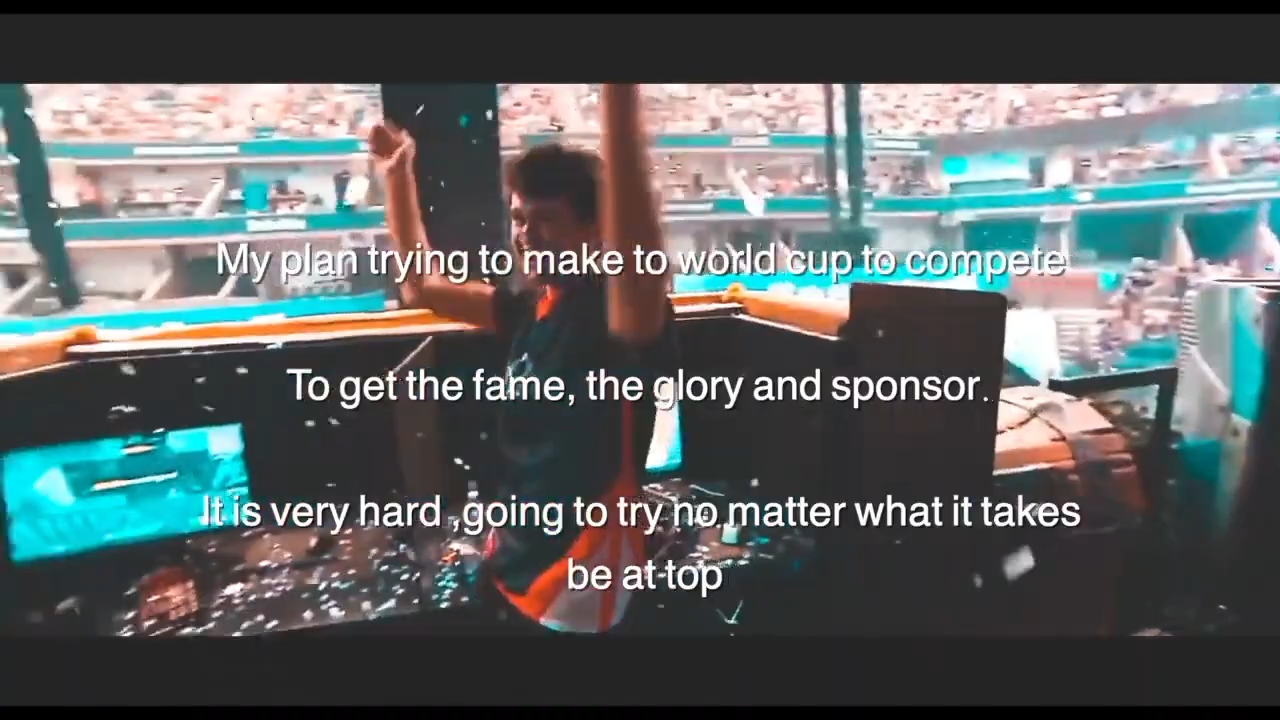 My plan trying to make to world cup to compete
To get the fame, the glory and sponsor.
It is very hard ,going to try no matter what it takes
be at top